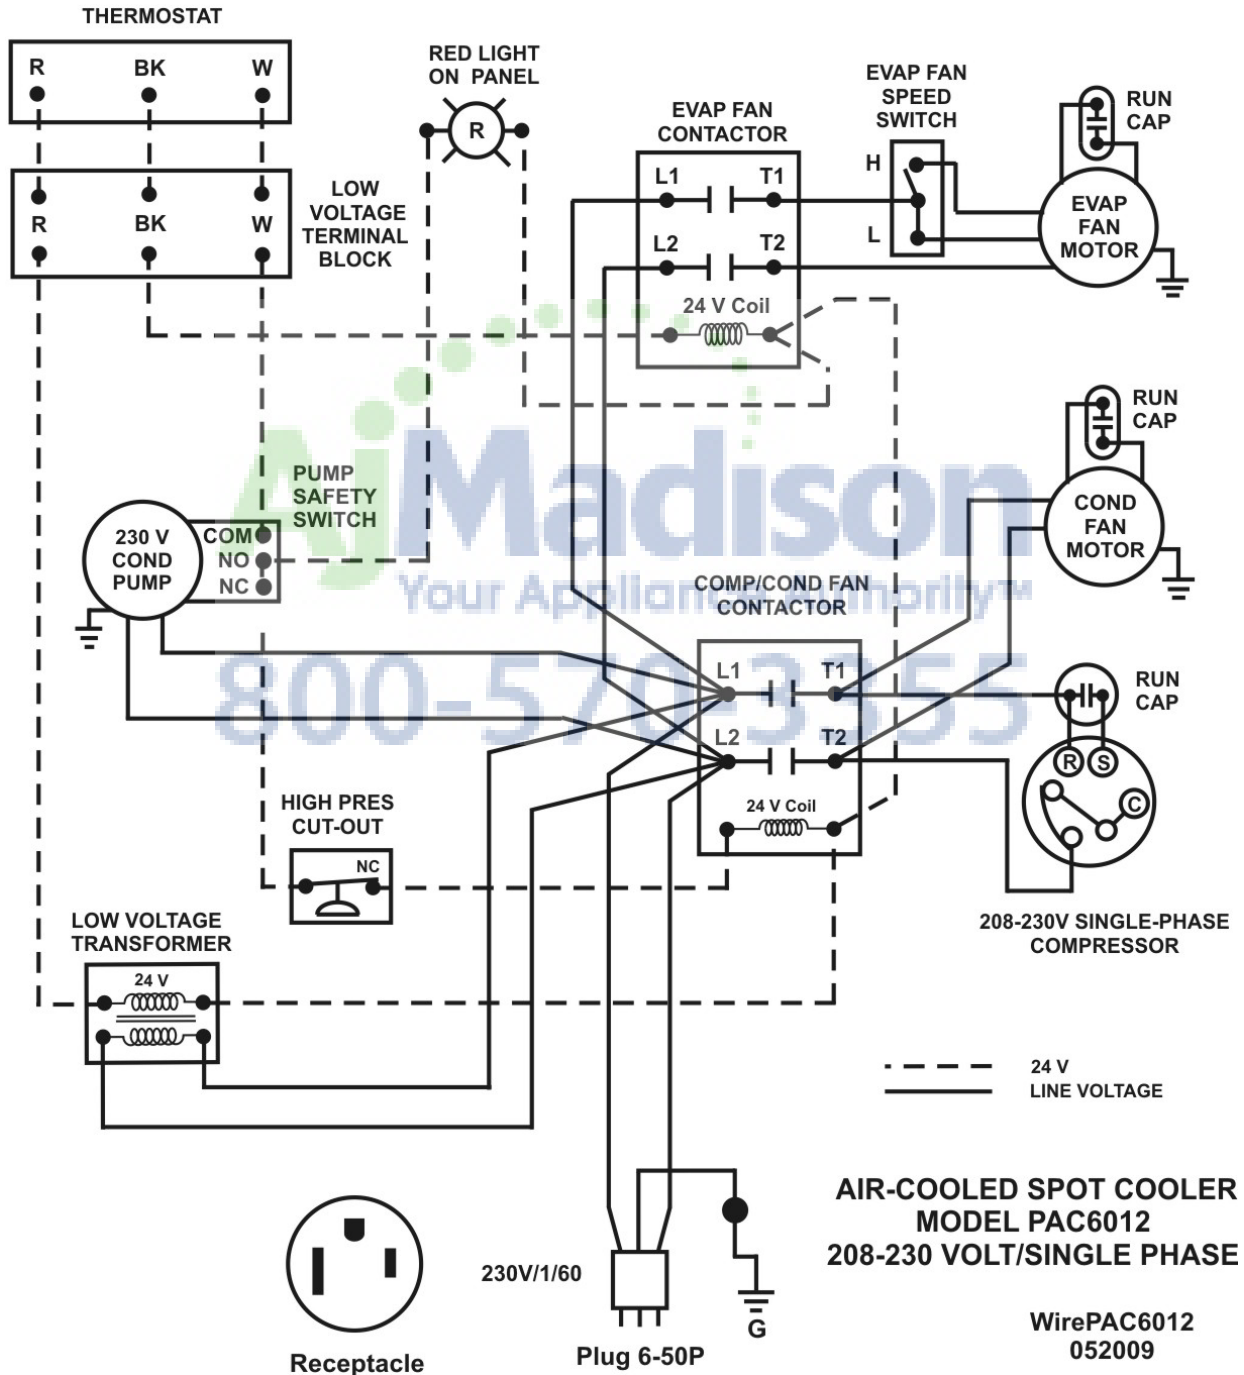 THERMOSTAT
R BK W
R BK W
LOW
VOLTAGE
TERMINAL
BLOCK
RED LIGHT
ON PANEL
R
EVAP FAN
CONTACTOR
L1 T1
L2 T2
24 V Coil
EVAP FAN
SPEED
SWITCH
H
L
RUN
CAP
EVAP
FAN
MOTOR
RUN
CAP
COND
FAN
MOTOR
AjMadison
Your Appliance Authority™
800-570-3355
PUMP
SAFETY
SWITCH
230 V
COND
PUMP
COM
NO
NC
COMP/COND FAN
CONTACTOR
L1 T1
L2 T2
24 V Coil
RUN
CAP
R S
C
208-230V SINGLE-PHASE
COMPRESSOR
HIGH PRES
CUT-OUT
NC
LOW VOLTAGE
TRANSFORMER
24 V
24 V
LINE VOLTAGE
AIR-COOLED SPOT COOLER
MODEL PAC6012
208-230 VOLT/SINGLE PHASE
230V/1/60
G
Receptacle
Plug 6-50P
WirePAC6012
052009